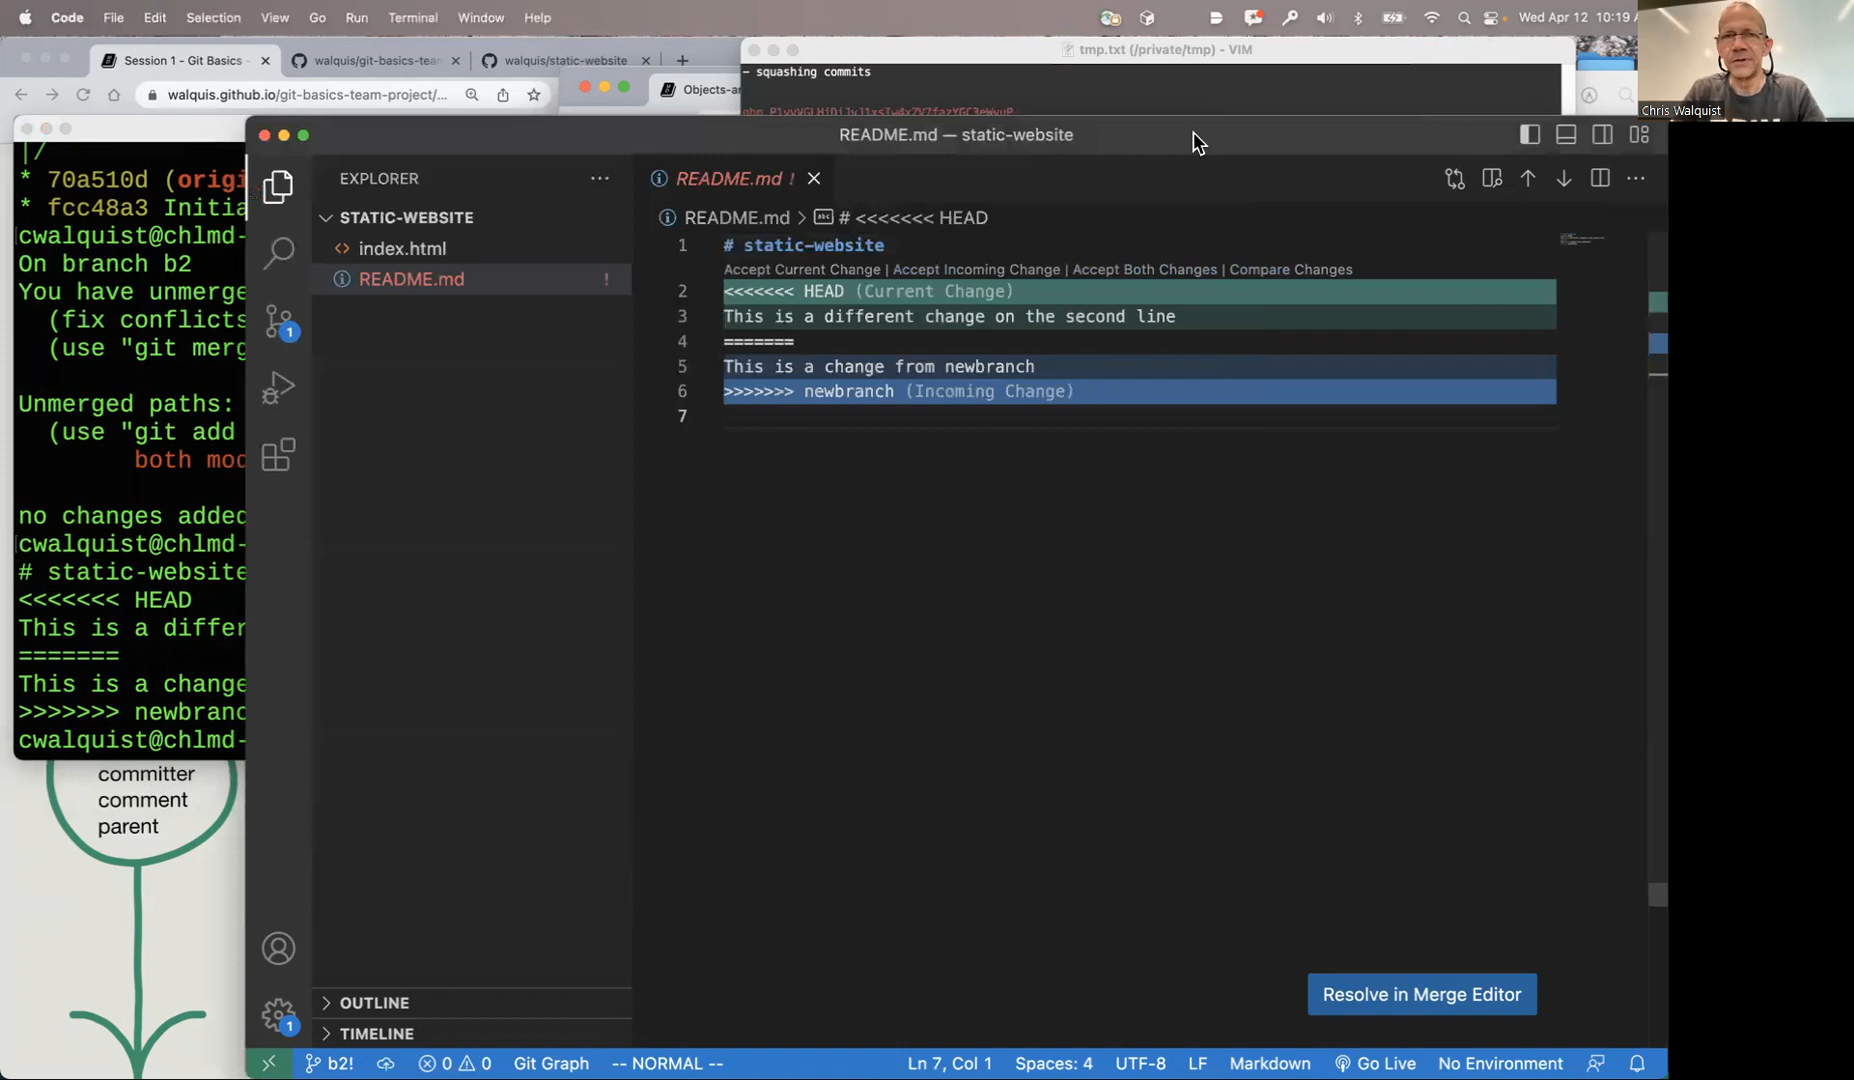 Code File Edit Selection View Go Run Terminal Window Help
Wed Apr 12 10:19
Session 1 - Git Basics -
walquis/git-basics-tea
walquis/static-website
walquis.github.io/git-basics-team-project/...
Objects-a
tmp.txt (/private/tmp) - VIM
- squashing commits
Chris Walquist
|/
* 70a510d (orig
* fcc48a3 Initia
cwalquist@chlmd-
On branch b2
You have unmerge
(fix conflicts
(use "git merg
Unmerged paths:
(use "git add
both mod
no changes added
cwalquist@chlmd-
# static-website
<<<<<<< HEAD
This is a differ
=======
This is a change
>>>>>>> newbranc
cwalquist@chlmd-
committer
comment
parent
README.md — static-website
EXPLORER
STATIC-WEBSITE
<> index.html
README.md !
OUTLINE
TIMELINE
1
1
README.md !
README.md > # <<<<<<< HEAD
1 # static-website
Accept Current Change | Accept Incoming Change | Accept Both Changes | Compare Changes
2 <<<<<<< HEAD (Current Change)
3 This is a different change on the second line
4 =======
5 This is a change from newbranch
6 >>>>>>> newbranch (Incoming Change)
7
Resolve in Merge Editor
b2! 0 0 Git Graph -- NORMAL -- Ln 7, Col 1 Spaces: 4 UTF-8 LF Markdown Go Live No Environment